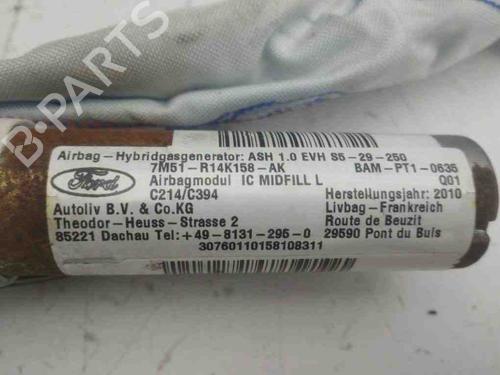 B-PARTS
Airbag-Hybridgasgenerator: ASH 1.0 EVH S5-29-250
7M51-R14K158-AK BAM-PT1-0635
Ford Airbagmodul IC MIDFILL L Q01
C214/C394 Herstellungsjahr: 2010
Autoliv B.V. & Co.KG Livbag-Frankreich
Theodor-Heuss-Strasse 2 Route de Beuzit
85221 Dachau Tel:+49-8131-295-0 29590 Pont du Buis
30760110158108311